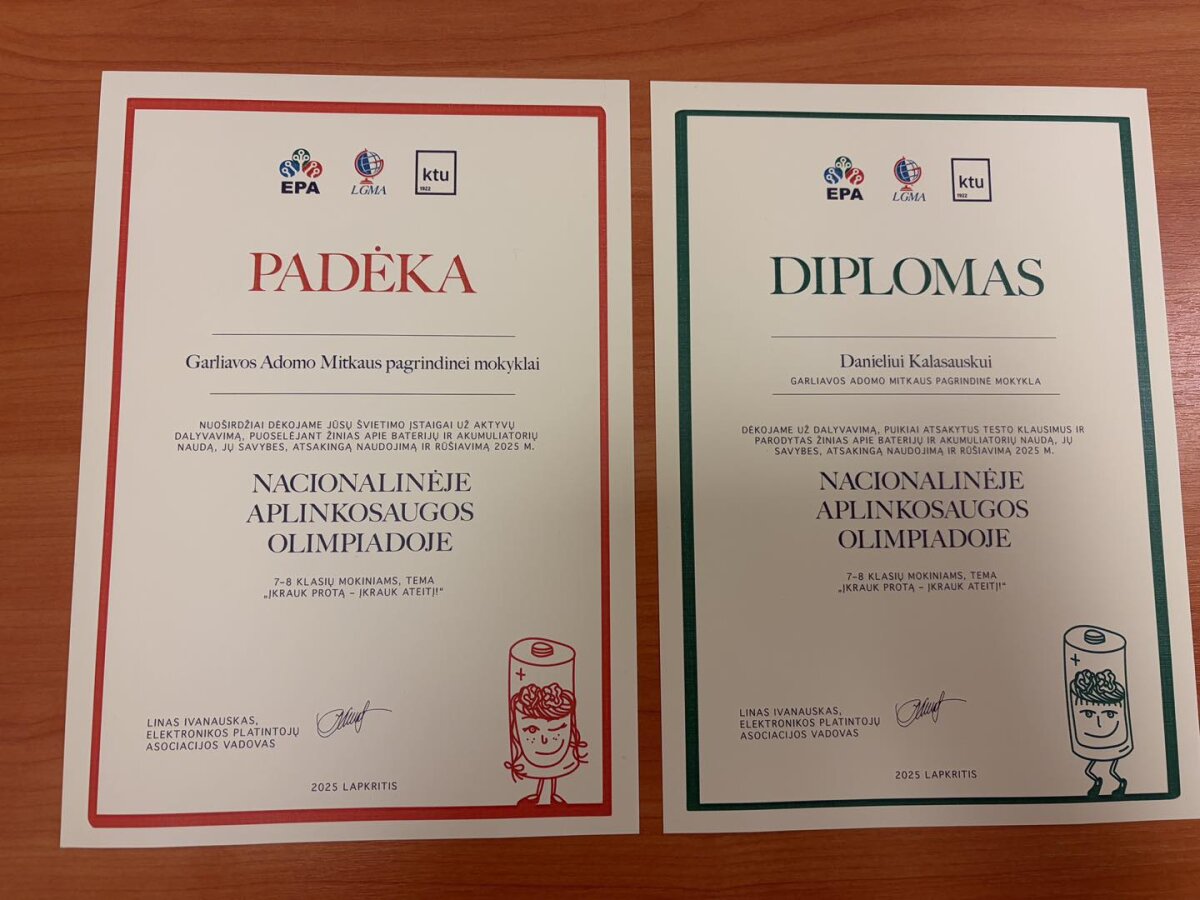 EPA
LGMA
ktu
1922
PADĖKA
Garliavos Adomo Mitkaus pagrindinei mokyklai
NUOŠIRDŽIAI DĖKOJAME JŪSŲ ŠVIETIMO ĮSTAIGAI UŽ AKTYVŲ
DALYVAVIMĄ, PUOSELĖJANT ŽINIAS APIE BATERIJŲ IR AKUMULIATORIŲ
NAUDĄ, JŲ SAVYBES, ATSAKINGĄ NAUDOJIMĄ IR RŪŠIAVIMĄ 2025 M.
NACIONALINĖJE
APLINKOSAUGOS
OLIMPIADOJE
7–8 KLASIŲ MOKINIAMS, TEMA
„ĮKRAUK PROTĄ – ĮKRAUK ATEITĮ!“
LINAS IVANAUSKAS,
ELEKTRONIKOS PLATINTOJŲ
ASOCIACIJOS VADOVAS
2025 LAPKRITIS
EPA
LGMA
ktu
1922
DIPLOMAS
Danieliui Kalasauskui
GARLIAVOS ADOMO MITKAUS PAGRINDINĖ MOKYKLA
DĖKOJAME UŽ DALYVAVIMĄ, PUIKIAI ATSAKYTUS TESTO KLAUSIMUS IR
PARODYTAS ŽINIAS APIE BATERIJŲ IR AKUMULIATORIŲ NAUDĄ, JŲ
SAVYBES, ATSAKINGĄ NAUDOJIMĄ IR RŪŠIAVIMĄ 2025 M.
NACIONALINĖJE
APLINKOSAUGOS
OLIMPIADOJE
7–8 KLASIŲ MOKINIAMS, TEMA
„ĮKRAUK PROTĄ – ĮKRAUK ATEITĮ!“
LINAS IVANAUSKAS,
ELEKTRONIKOS PLATINTOJŲ
ASOCIACIJOS VADOVAS
2025 LAPKRITIS